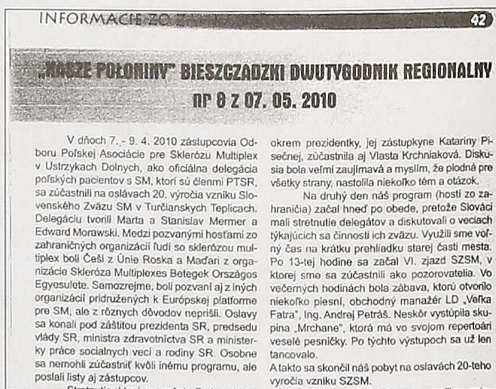 INFORMACIE ZO
42
„NASZE POŁONINY” BIESZCZADZKI DWUTYGODNIK REGIONALNY
nr 8 z 07. 05. 2010
V dňoch 7. - 9. 4. 2010 zástupcovia Od-
boru Poľskej Asociácie pre Sklerózu Multiplex
v Ustrzykach Dolnych, ako oficiálna delegácia
poľských pacientov s SM, ktorí sú členmi PTSR,
sa zúčastnili na oslávach 20. výročia vzniku Slo-
venského Zväzu SM v Turčianskych Tepliciach.
Delegáciu tvorili Marta a Stanislav Mermer a
Edward Morawski. Medzi pozvanými hosťami zo
zahraničných organizácií ľudí so sklerózou mul-
tiplex boli Češi z Únie Roska a Maďari z or-
ganizácie Skleróza Multiplexes Betegek Országos
Egyesulete. Samozrejme, boli pozvaní aj z iných
organizácií pridružených k Európskej platforme
pre SM, ale z rôznych dôvodov neprišli. Oslavy
sa konali pod záštitou prezidenta SR, predsedu
vlády SR, ministra zdravotníctva SR a minister-
ky práce sociálnych vecí a rodiny SR. Osobne
sa nemohli zúčastniť kvôli inému programu, ale
poslali listy aj zástupcov.
okrem prezidentky, jej zástupkyne Katariny Pí-
sečnej, zúčastnila aj Vlasta Krchniaková. Disku-
sia bola veľmi zaujímavá a myslím, že plodná pre
všetky strany, nastolila niekoľko tém a otázok.
Na druhý deň náš program (hostí zo za-
hraničia) začal hneď po obede, pretože Slováci
mali stretnutie delegátov a diskutovali o veciach
týkajúcich sa činnosti ich zväzu. Využili sme voľ-
ný čas na krátku prehliadku starej časti mesta.
Po 13-tej hodine sa začal VI. zjazd SZSM, v
ktorej sme sa zúčastnili ako pozorovatelia. Vo
večerných hodinách bola zábava, ktorú otvorilo
niekoľko piesní, obchodný manažér LD „Veľka
Fatra", Ing. Andrej Petráš. Neskôr vystúpila sku-
pina „Mrchane", ktorá má vo svojom repertoári
veselé pesničky. Po týchto výstupoch sa už len
tancovalo.
A takto sa skončil náš pobyt na oslávach 20-teho
výročia vzniku SZSM.